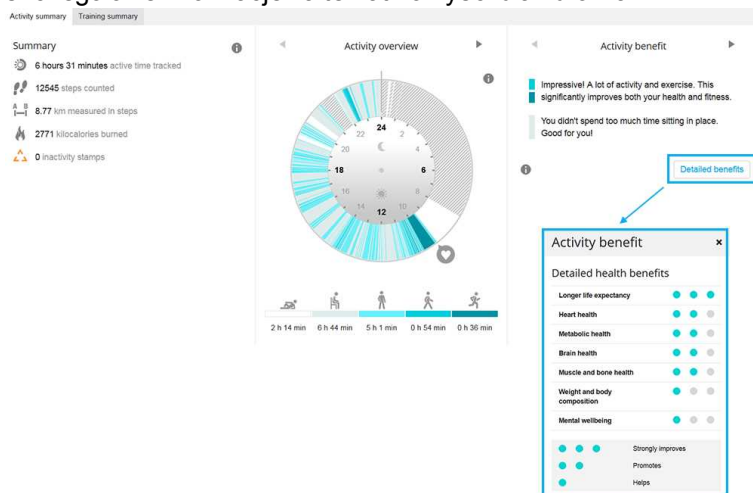 Activity summary Training summary
Summary
6 hours 31 minutes active time tracked
12545 steps counted
A B
8.77 km measured in steps
2771 kilocalories burned
0 inactivity stamps
Activity overview
24
22 2
20 4
18 6
16 8
14 10
12
2 h 14 min 6 h 44 min 5 h 1 min 0 h 54 min 0 h 36 min
Activity benefit
Impressive! A lot of activity and exercise. This
significantly improves both your health and fitness.
You didn't spend too much time sitting in place.
Good for you!
Detailed benefits
Activity benefit ×
Detailed health benefits
Longer life expectancy
Heart health
Metabolic health
Brain health
Muscle and bone health
Weight and body
composition
Mental wellbeing
Strongly improves
Promotes
Helps